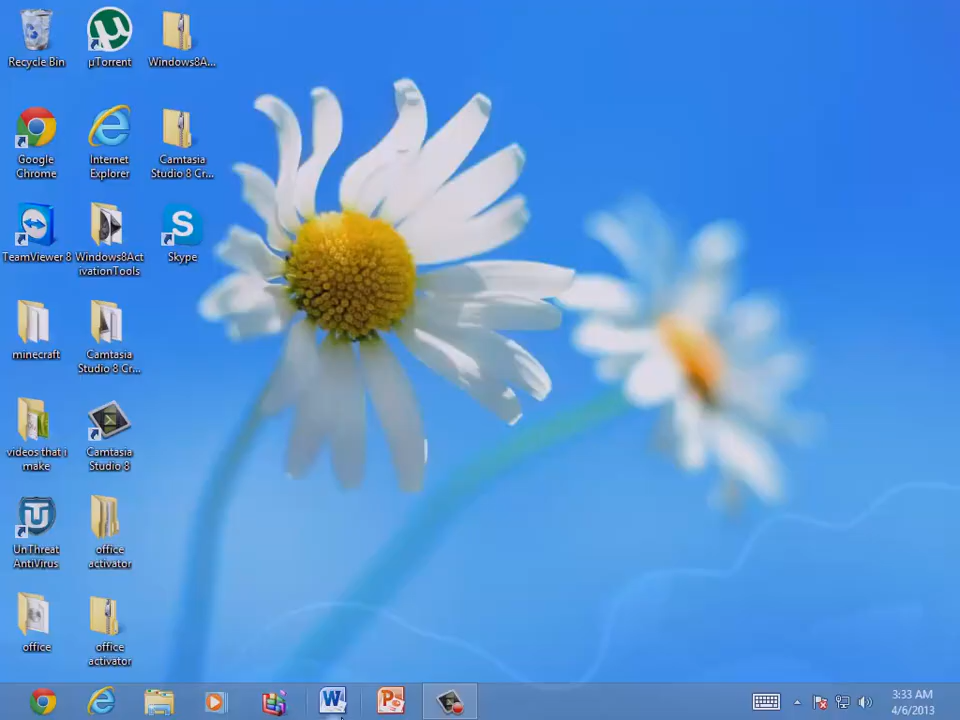 Recycle Bin
µTorrent
Windows8A...
Google
Chrome
Internet
Explorer
Camtasia
Studio 8 Cr...
TeamViewer 8
Windows8Act
ivationTools
Skype
minecraft
Camtasia
Studio 8 Cr...
videos that i
make
Camtasia
Studio 8
UnThreat
AntiVirus
office
activator
office
office
activator
3:33 AM
4/6/2013